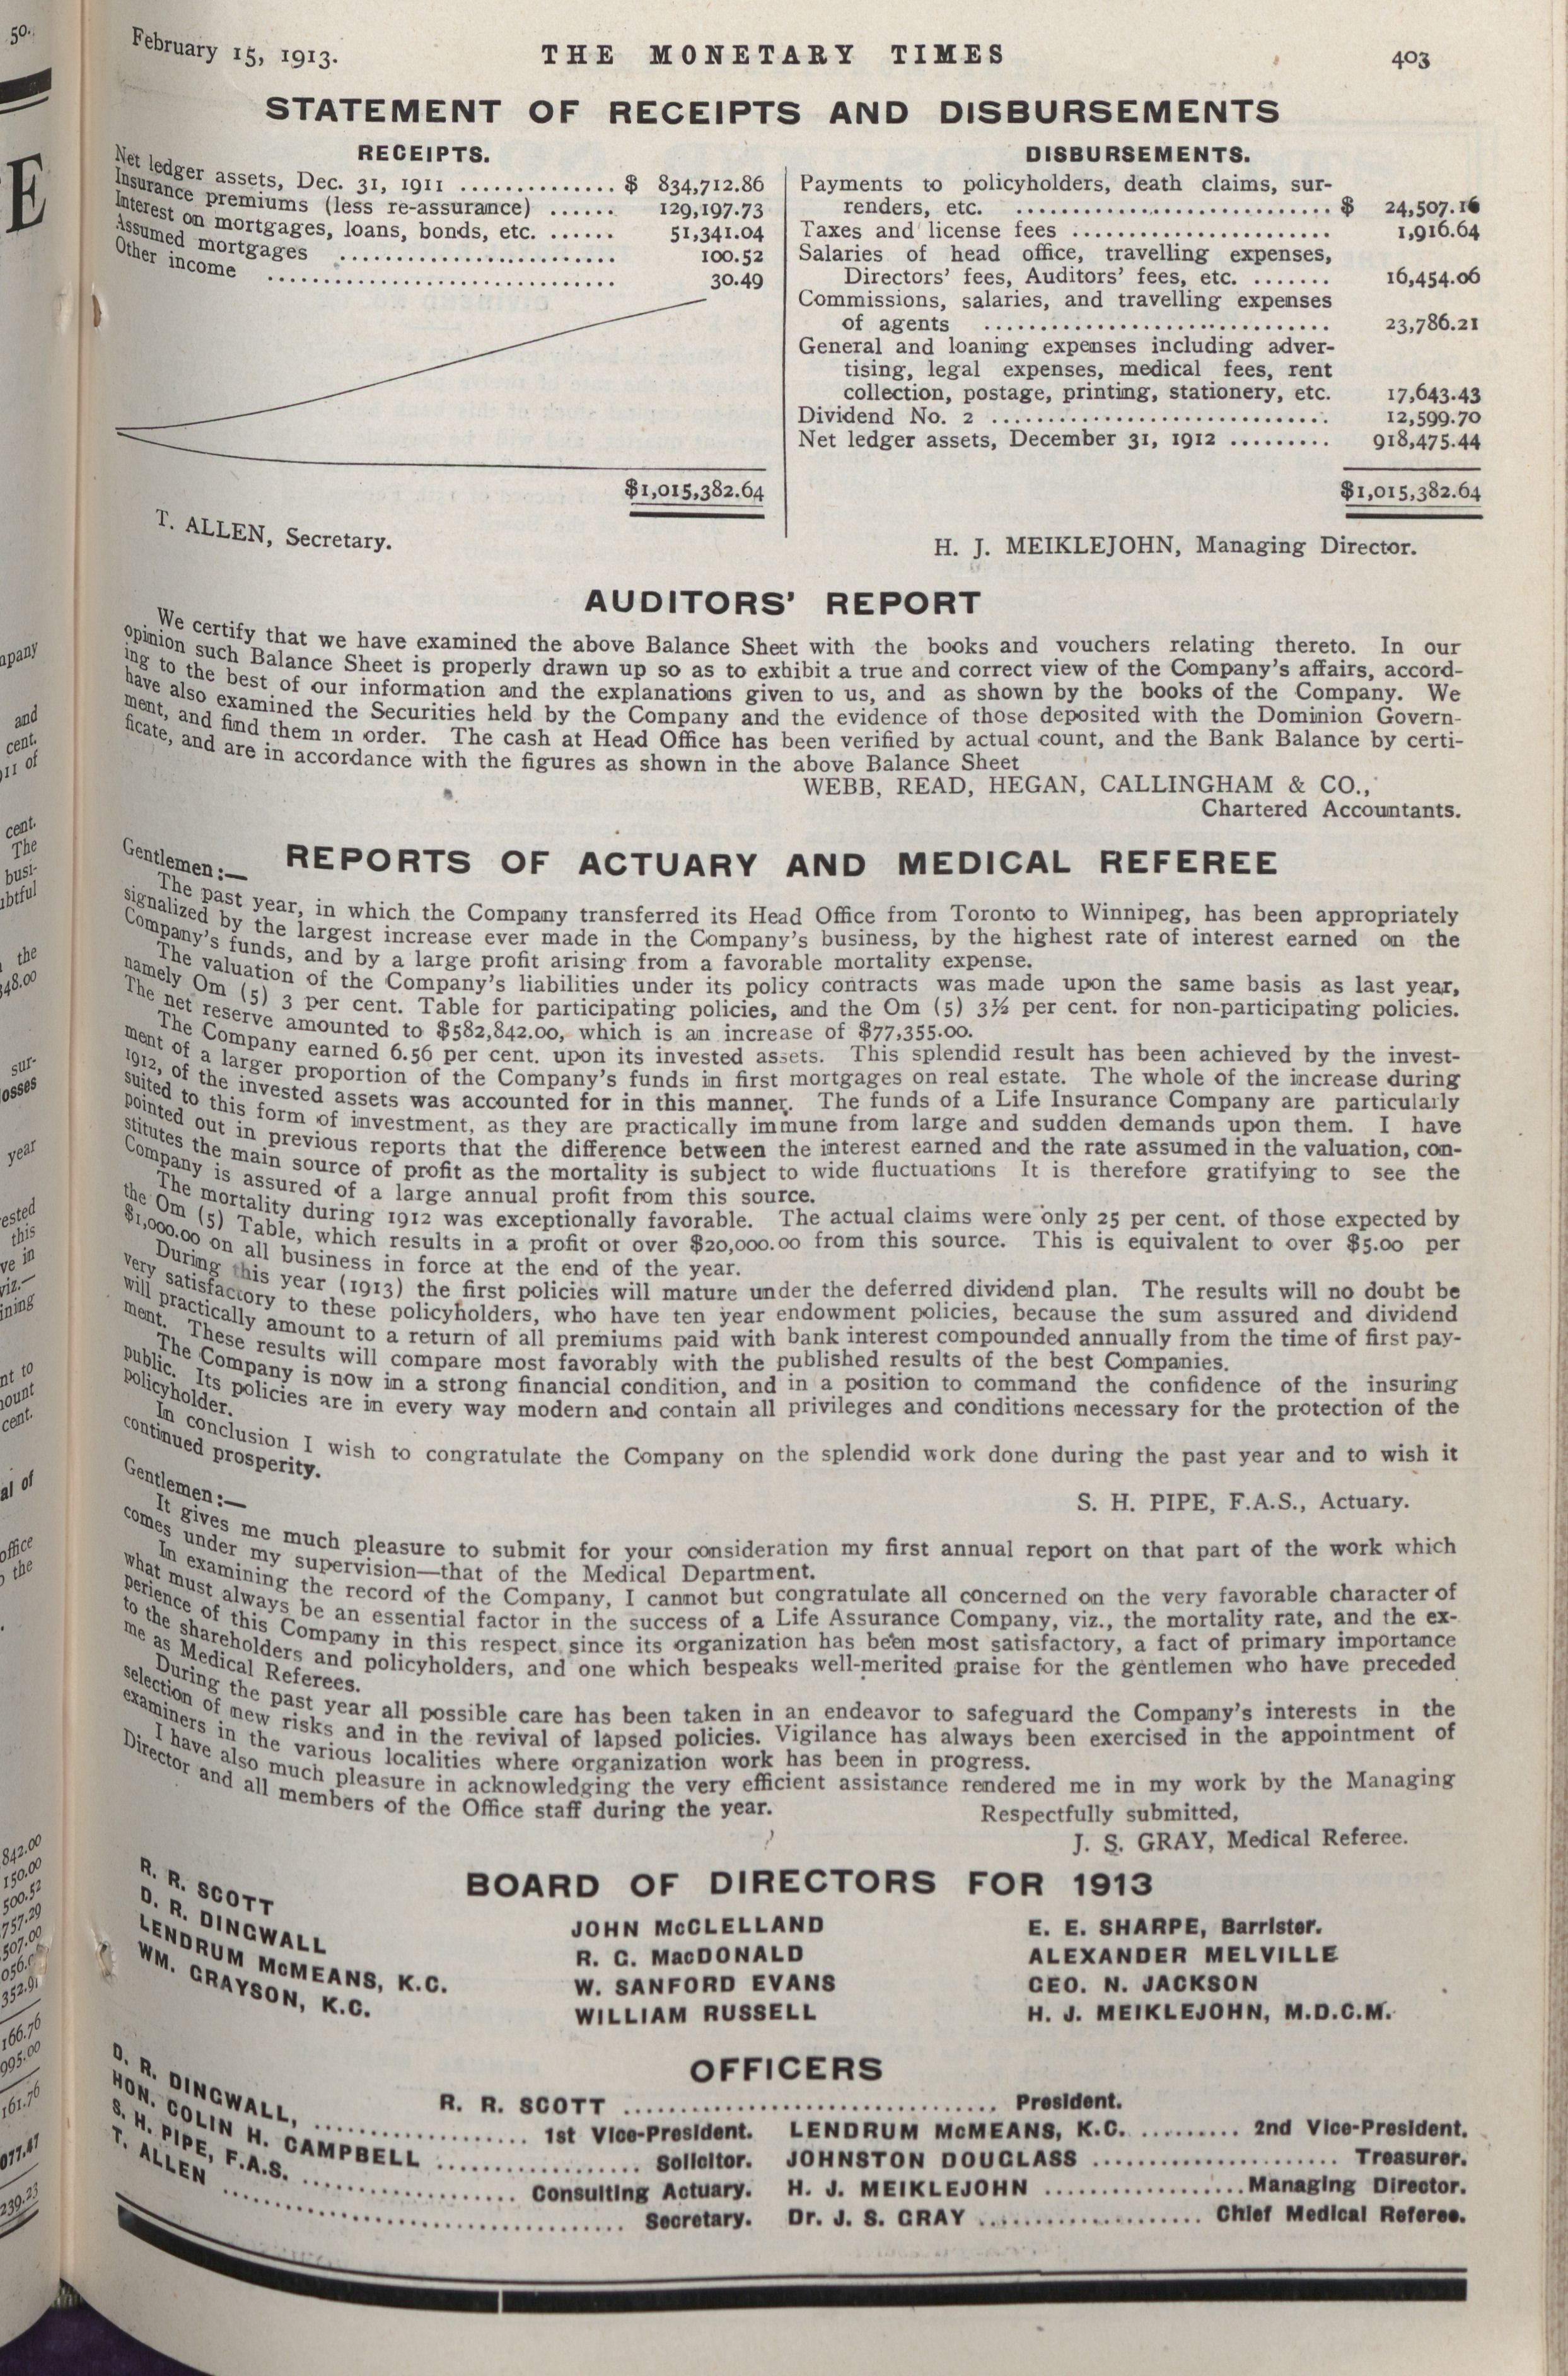 February 15, 1913. THE MONETARY TIMES 403
STATEMENT OF RECEIPTS AND DISBURSEMENTS
RECEIPTS.
Net ledger assets, Dec. 31, 1911 .............. $ 834,712.86
Insurance premiums (less re-assurance) ...... 129,197.73
Interest on mortgages, loans, bonds, etc. ...... 51,341.04
Assumed mortgages ......................... 100.52
Other income ............................... 30.49
$1,015,382.64
T. ALLEN, Secretary.
DISBURSEMENTS.
Payments to policyholders, death claims, sur-
renders, etc. ............................. $ 24,507.16
Taxes and license fees ....................... 1,916.64
Salaries of head office, travelling expenses,
Directors' fees, Auditors' fees, etc. ....... 16,454.06
Commissions, salaries, and travelling expenses
of agents ............................... 23,786.21
General and loaning expenses including adver-
tising, legal expenses, medical fees, rent
collection, postage, printing, stationery, etc. 17,643.43
Dividend No. 2 .............................. 12,599.70
Net ledger assets, December 31, 1912 ......... 918,475.44
$1,015,382.64
H. J. MEIKLEJOHN, Managing Director.
AUDITORS' REPORT
We certify that we have examined the above Balance Sheet with the books and vouchers relating thereto. In our
opinion such Balance Sheet is properly drawn up so as to exhibit a true and correct view of the Company's affairs, accord-
ing to the best of our information and the explanations given to us, and as shown by the books of the Company. We
have also examined the Securities held by the Company and the evidence of those deposited with the Dominion Govern-
ment, and find them in order. The cash at Head Office has been verified by actual count, and the Bank Balance by certi-
ficate, and are in accordance with the figures as shown in the above Balance Sheet
WEBB, READ, HEGAN, CALLINGHAM & CO.,
Chartered Accountants.
REPORTS OF ACTUARY AND MEDICAL REFEREE
Gentlemen:—
The past year, in which the Company transferred its Head Office from Toronto to Winnipeg, has been appropriately
signalized by the largest increase ever made in the Company's business, by the highest rate of interest earned on the
Company's funds, and by a large profit arising from a favorable mortality expense.
The valuation of the Company's liabilities under its policy contracts was made upon the same basis as last year,
namely Om (5) 3 per cent. Table for participating policies, and the Om (5) 3½ per cent. for non-participating policies.
The net reserve amounted to $582,842.00, which is an increase of $77,355.00.
The Company earned 6.56 per cent. upon its invested assets. This splendid result has been achieved by the invest-
ment of a larger proportion of the Company's funds in first mortgages on real estate. The whole of the increase during
1912, of the invested assets was accounted for in this manner. The funds of a Life Insurance Company are particularly
suited to this form of investment, as they are practically immune from large and sudden demands upon them. I have
pointed out in previous reports that the difference between the interest earned and the rate assumed in the valuation, con-
stitutes the main source of profit as the mortality is subject to wide fluctuations It is therefore gratifying to see the
Company is assured of a large annual profit from this source.
The mortality during 1912 was exceptionally favorable. The actual claims were only 25 per cent. of those expected by
the Om (5) Table, which results in a profit of over $20,000.00 from this source. This is equivalent to over $5.00 per
$1,000.00 on all business in force at the end of the year.
During this year (1913) the first policies will mature under the deferred dividend plan. The results will no doubt be
very satisfactory to these policyholders, who have ten year endowment policies, because the sum assured and dividend
will practically amount to a return of all premiums paid with bank interest compounded annually from the time of first pay-
ment. These results will compare most favorably with the published results of the best Companies.
The Company is now in a strong financial condition, and in a position to command the confidence of the insuring
public. Its policies are in every way modern and contain all privileges and conditions necessary for the protection of the
policyholder.
In conclusion I wish to congratulate the Company on the splendid work done during the past year and to wish it
continued prosperity.
S. H. PIPE, F.A.S., Actuary.
Gentlemen:—
It gives me much pleasure to submit for your consideration my first annual report on that part of the work which
comes under my supervision—that of the Medical Department.
In examining the record of the Company, I cannot but congratulate all concerned on the very favorable character of
what must always be an essential factor in the success of a Life Assurance Company, viz., the mortality rate, and the ex-
perience of this Company in this respect since its organization has been most satisfactory, a fact of primary importance
to the shareholders and policyholders, and one which bespeaks well-merited praise for the gentlemen who have preceded
me as Medical Referees.
During the past year all possible care has been taken in an endeavor to safeguard the Company's interests in the
selection of new risks and in the revival of lapsed policies. Vigilance has always been exercised in the appointment of
examiners in the various localities where organization work has been in progress.
I have also much pleasure in acknowledging the very efficient assistance rendered me in my work by the Managing
Director and all members of the Office staff during the year.
Respectfully submitted,
J. S. GRAY, Medical Referee.
BOARD OF DIRECTORS FOR 1913
R. R. SCOTT JOHN McCLELLAND E. E. SHARPE, Barrister.
D. R. DINGWALL R. G. MacDONALD ALEXANDER MELVILLE
LENDRUM McMEANS, K.C. W. SANFORD EVANS GEO. N. JACKSON
WM. GRAYSON, K.C. WILLIAM RUSSELL H. J. MEIKLEJOHN, M.D.C.M.
OFFICERS
R. R. SCOTT .................................. President.
D. R. DINGWALL, ................... 1st Vice-President. LENDRUM McMEANS, K.C. ......... 2nd Vice-President.
HON. COLIN H. CAMPBELL .................. Solicitor. JOHNSTON DOUGLASS ...................... Treasurer.
S. H. PIPE, F.A.S. .................... Consulting Actuary. H. J. MEIKLEJOHN .................. Managing Director.
T. ALLEN .................................... Secretary. Dr. J. S. GRAY .................... Chief Medical Referee.